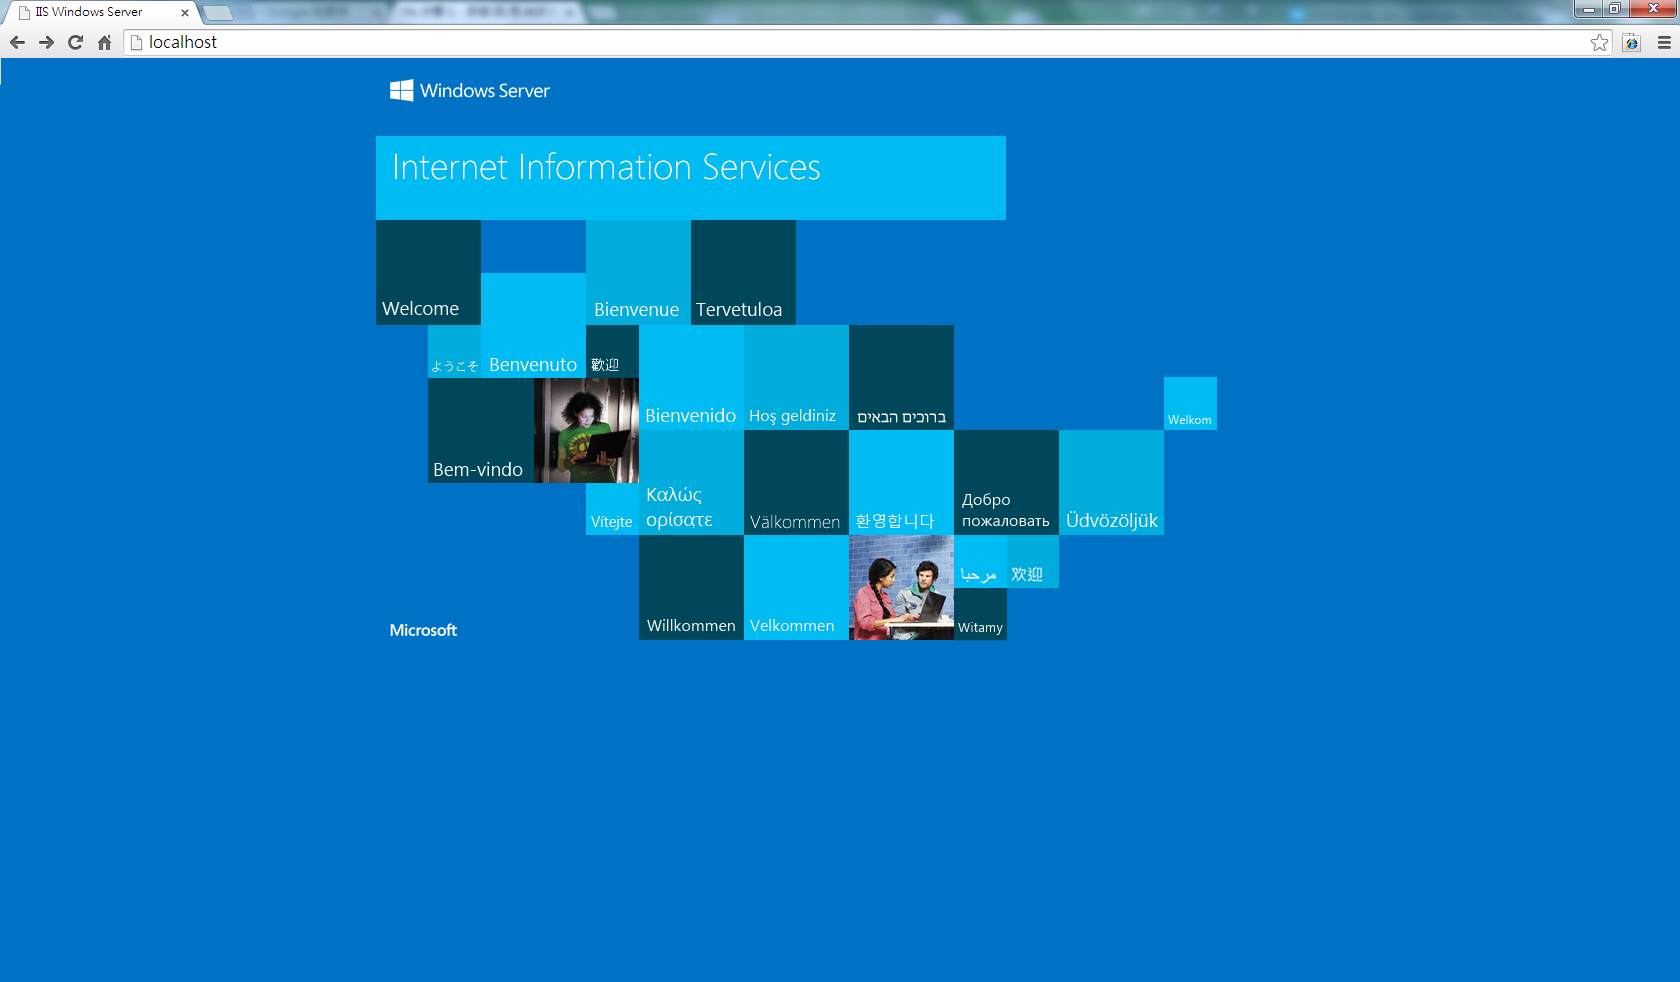 IIS Windows Server
localhost
Windows Server
Internet Information Services
Welcome
Bienvenue
Tervetuloa
ようこそ
Benvenuto
歡迎
Bienvenido
Hoş geldiniz
ברוכים הבאים
Welkom
Bem-vindo
Vítejte
Καλώς
ορίσατε
Välkommen
환영합니다
Добро
пожаловать
Üdvözöljük
Microsoft
Willkommen
Velkommen
مرحبا
欢迎
Witamy